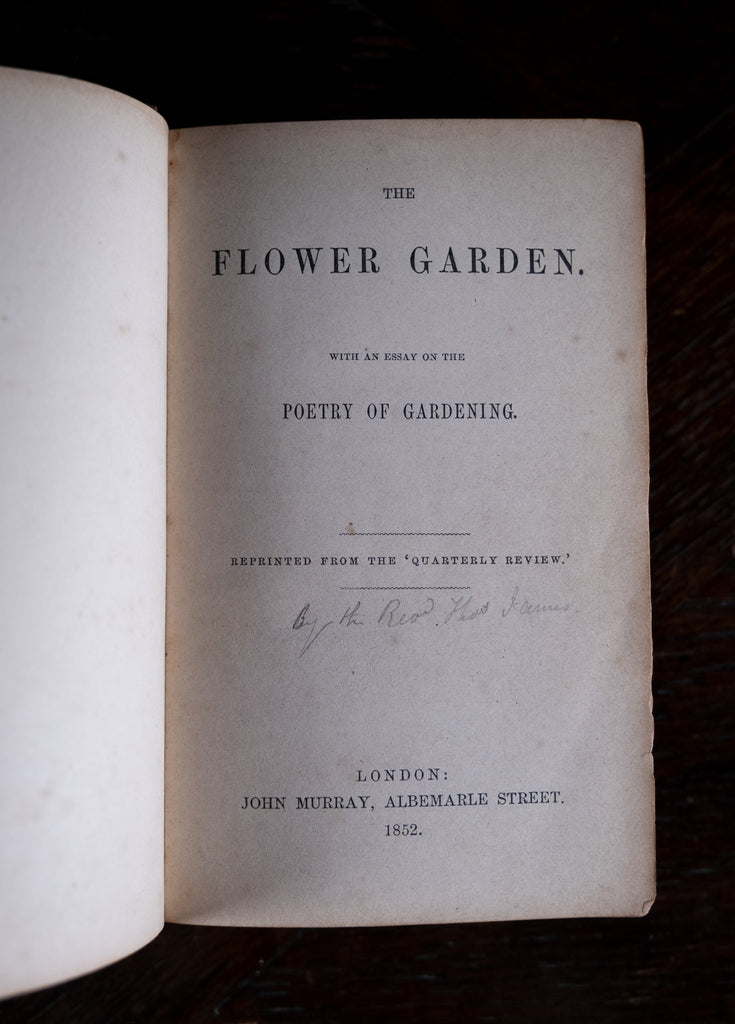 THE
FLOWER GARDEN.
WITH AN ESSAY ON THE
POETRY OF GARDENING.
REPRINTED FROM THE ‘QUARTERLY REVIEW.’
By the Revd. Thos James.
LONDON:
JOHN MURRAY, ALBEMARLE STREET.
1852.